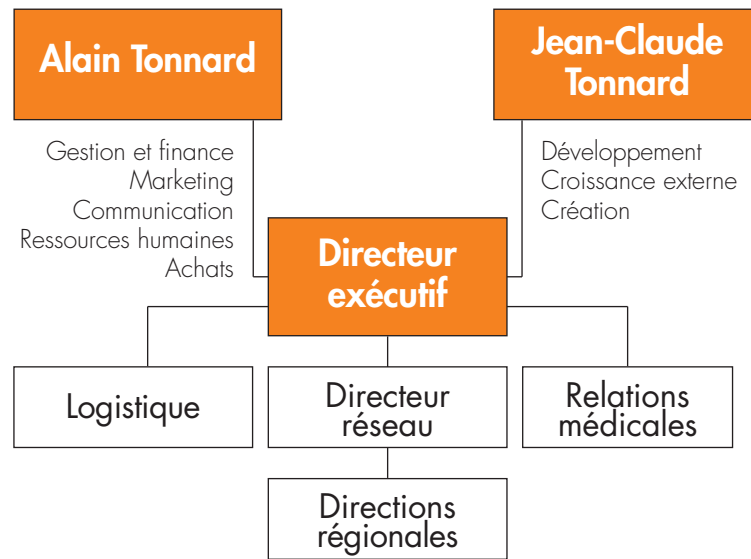 Alain Tonnard
Jean-Claude
Tonnard
Gestion et finance
Marketing
Communication
Ressources humaines
Achats
Développement
Croissance externe
Création
Directeur
exécutif
Logistique
Directeur
réseau
Relations
médicales
Directions
régionales